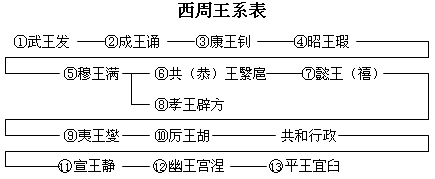 西周王系表
①武王发 ②成王诵 ③康王钊 ④昭王瑕
⑤穆王满 ⑥共（恭）王繄扈 ⑦懿王（禧）
⑧孝王辟方
⑨夷王燮 ⑩厉王胡 共和行政
⑪宣王静 ⑫幽王宫涅 ⑬平王宜臼